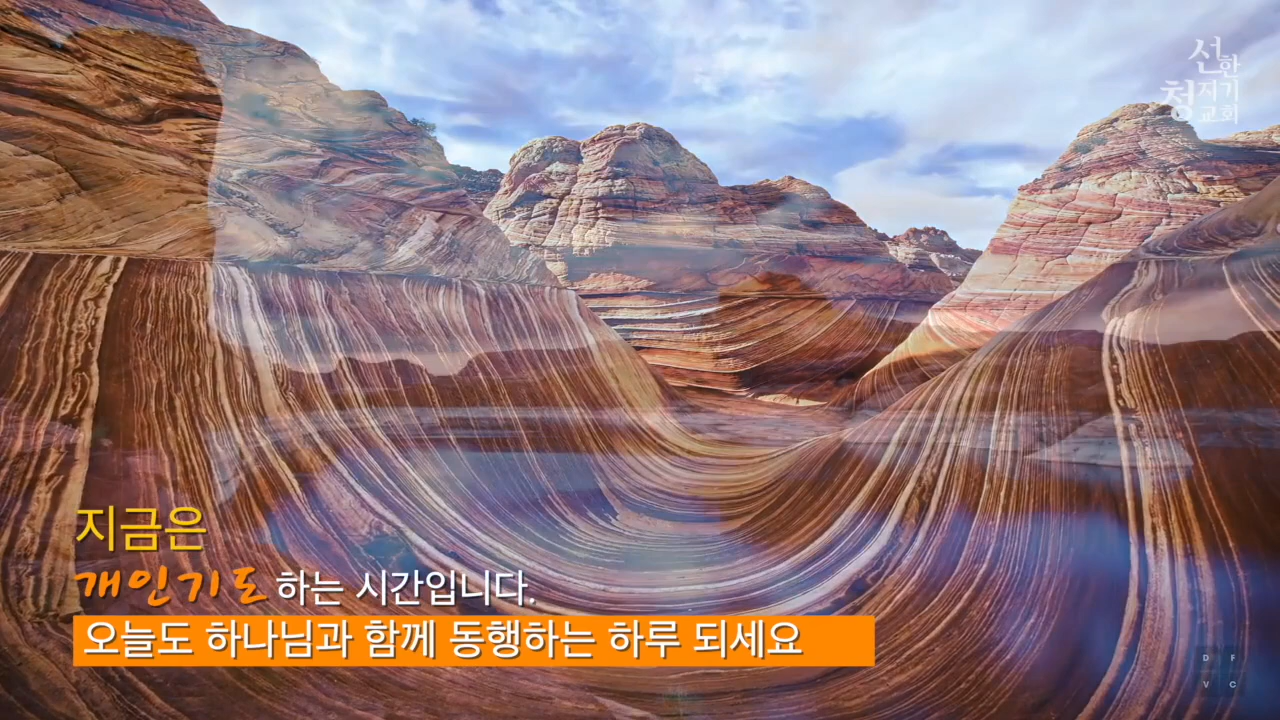 선한
청지기
교회
지금은
개인기도 하는 시간입니다.
오늘도 하나님과 함께 동행하는 하루 되세요
D F
V C